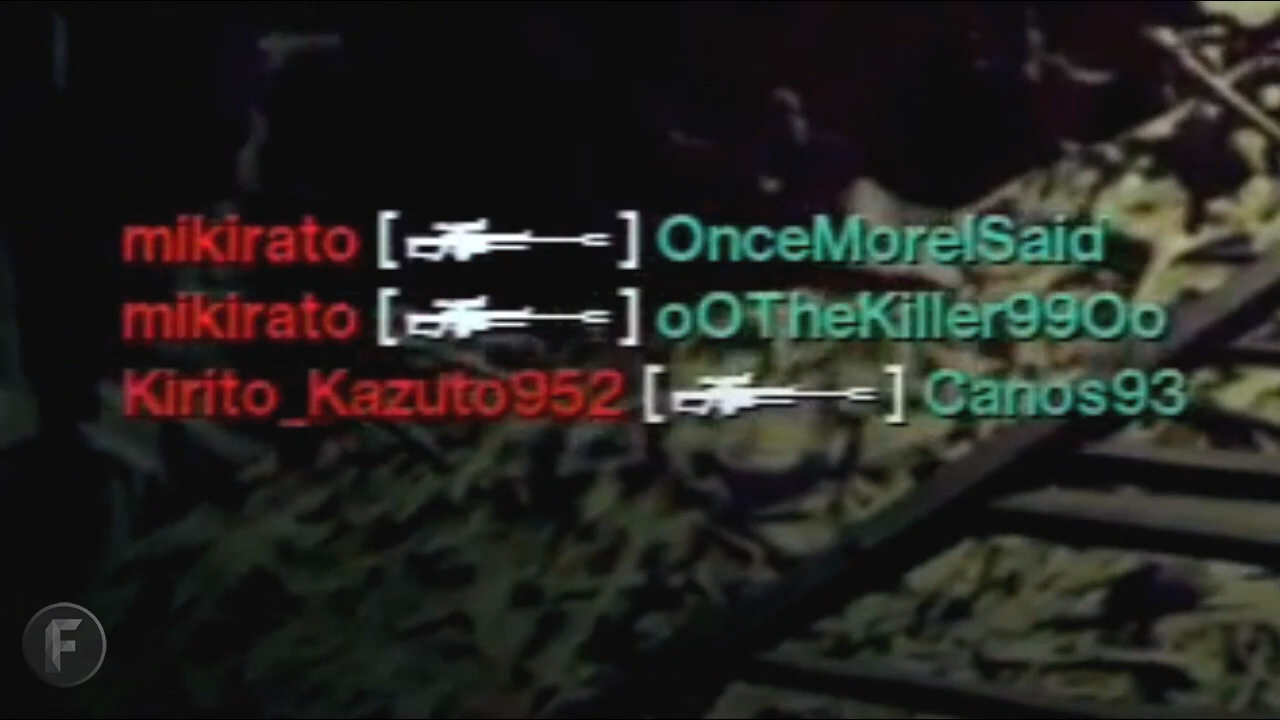 mikirato [ ] OnceMoreISaid
mikirato [ ] oOTheKiller99Oo
Kirito_Kazuto952 [ ] Canos93
F